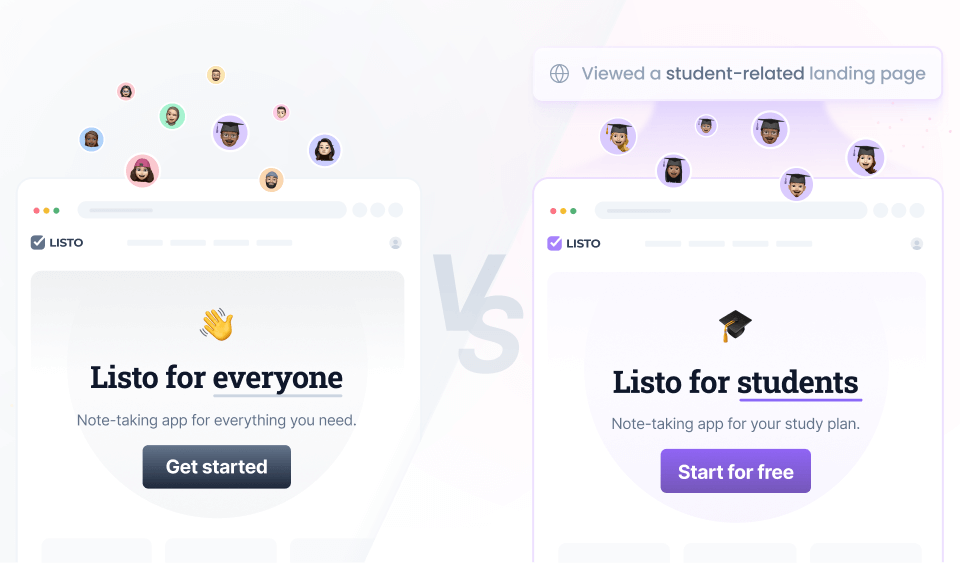 Viewed a student-related landing page
LISTO
Listo for everyone
Note-taking app for everything you need.
Get started
VS
LISTO
Listo for students
Note-taking app for your study plan.
Start for free